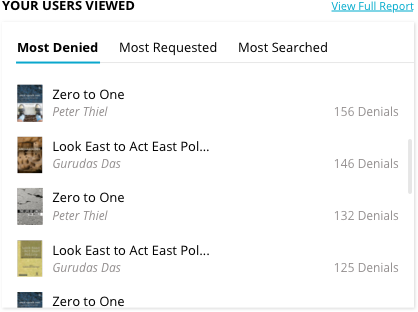 YOUR USERS VIEWED
View Full Report
Most Denied
Most Requested
Most Searched
Zero to One
Peter Thiel
156 Denials
Look East to Act East Pol...
Gurudas Das
146 Denials
Zero to One
Peter Thiel
132 Denials
Look East to Act East Pol...
Gurudas Das
125 Denials
Zero to One